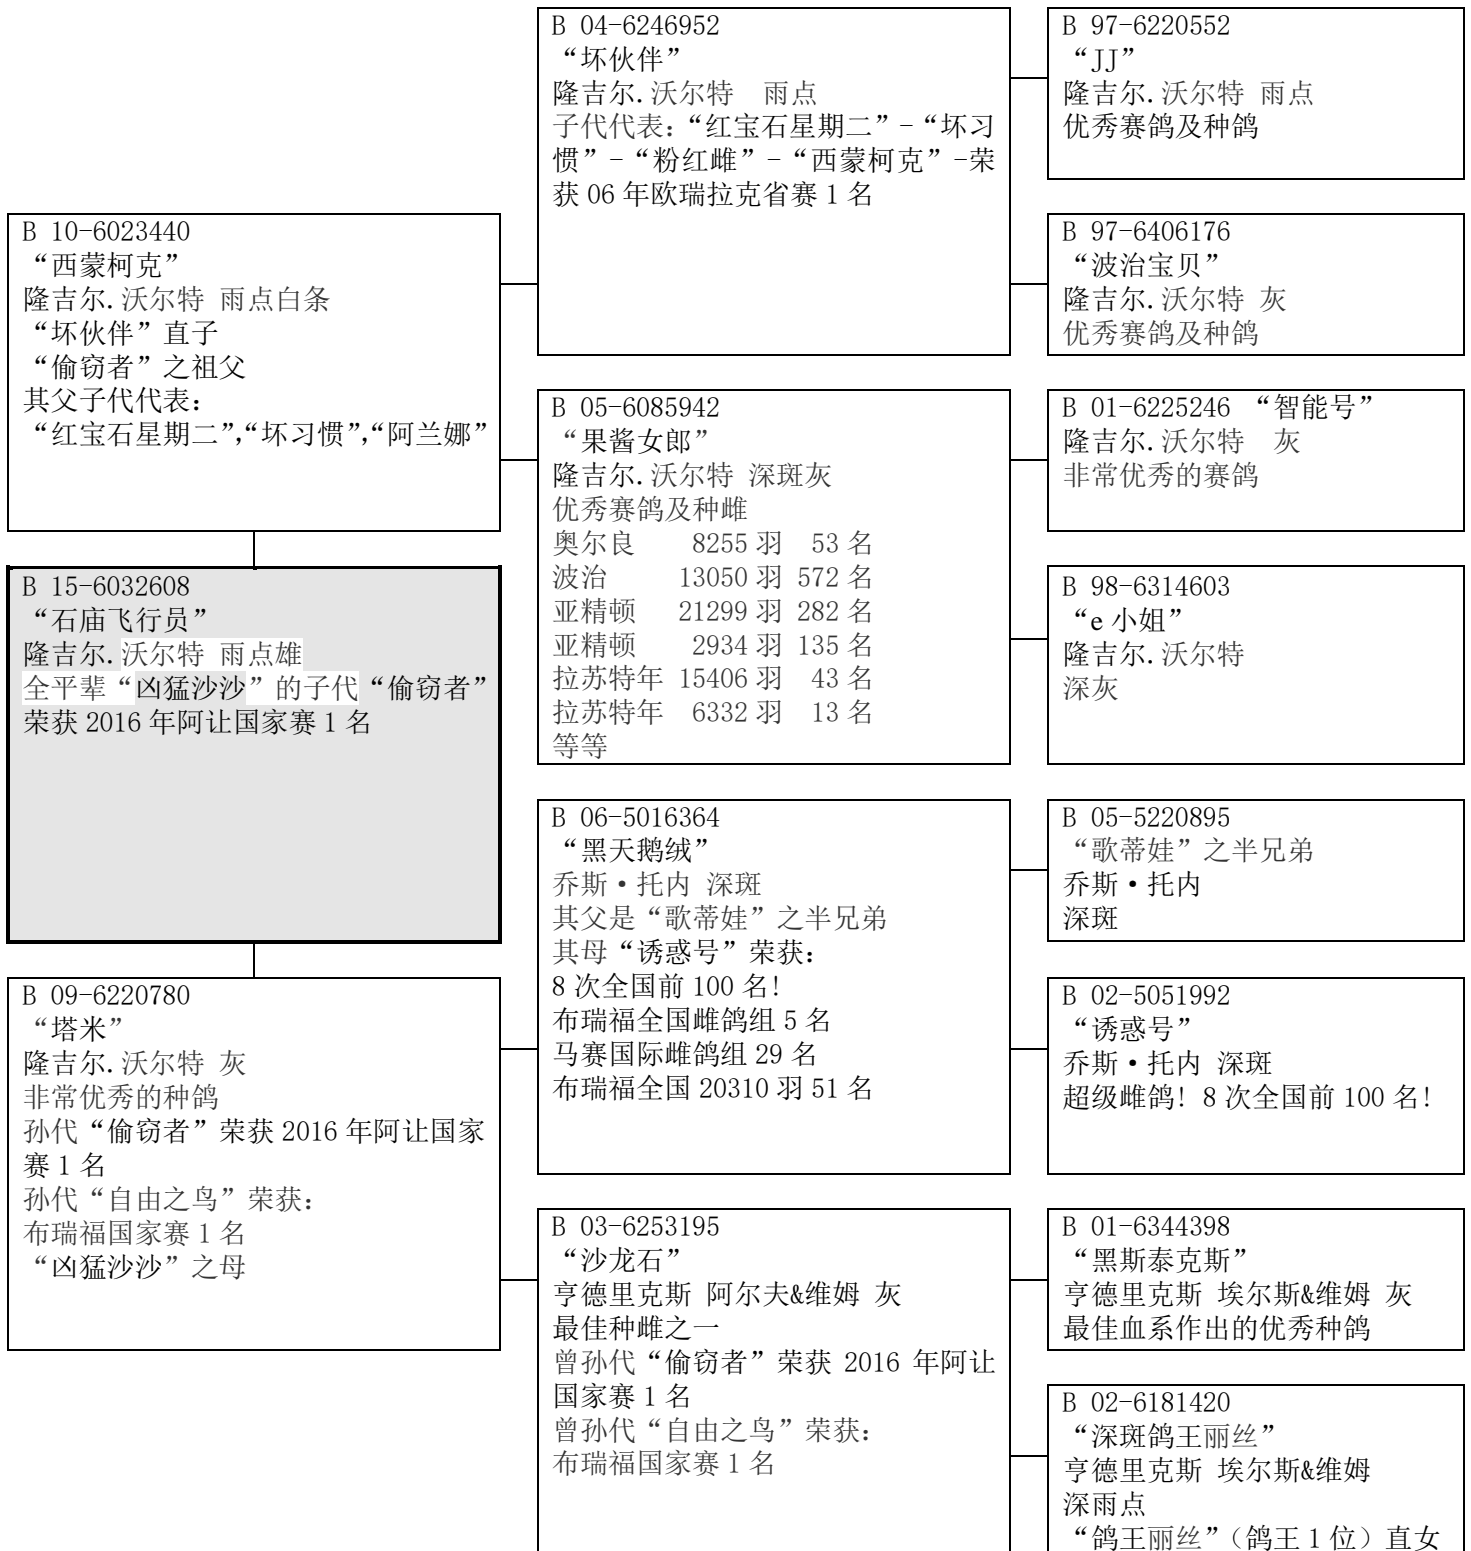 B 04-6246952
“坏伙伴”
隆吉尔.沃尔特 雨点
子代代表：“红宝石星期二”-“坏习
惯”-“粉红雌”-“西蒙柯克”-荣
获 06 年欧瑞拉克省赛 1 名
B 97-6220552
“JJ”
隆吉尔.沃尔特 雨点
优秀赛鸽及种鸽
B 10-6023440
“西蒙柯克”
隆吉尔.沃尔特 雨点白条
“坏伙伴”直子
“偷窃者”之祖父
其父子代代表：
“红宝石星期二”,“坏习惯”,“阿兰娜”
B 97-6406176
“波治宝贝”
隆吉尔.沃尔特 灰
优秀赛鸽及种鸽
B 05-6085942
“果酱女郎”
隆吉尔.沃尔特 深斑灰
优秀赛鸽及种雌
奥尔良 8255 羽 53 名
波治 13050 羽 572 名
亚精顿 21299 羽 282 名
亚精顿 2934 羽 135 名
拉苏特年 15406 羽 43 名
拉苏特年 6332 羽 13 名
等等
B 01-6225246 “智能号”
隆吉尔.沃尔特 灰
非常优秀的赛鸽
B 15-6032608
“石庙飞行员”
隆吉尔.沃尔特 雨点雄
全平辈“凶猛沙沙”的子代“偷窃者”
荣获 2016 年阿让国家赛 1 名
B 98-6314603
“e 小姐”
隆吉尔.沃尔特
深灰
B 06-5016364
“黑天鹅绒”
乔斯·托内 深斑
其父是“歌蒂娃”之半兄弟
其母“诱惑号”荣获：
8 次全国前 100 名！
布瑞福全国雌鸽组 5 名
马赛国际雌鸽组 29 名
布瑞福全国 20310 羽 51 名
B 05-5220895
“歌蒂娃”之半兄弟
乔斯·托内
深斑
B 09-6220780
“塔米”
隆吉尔.沃尔特 灰
非常优秀的种鸽
孙代“偷窃者”荣获 2016 年阿让国家
赛 1 名
孙代“自由之鸟”荣获：
布瑞福国家赛 1 名
“凶猛沙沙”之母
B 02-5051992
“诱惑号”
乔斯·托内 深斑
超级雌鸽！8 次全国前 100 名！
B 03-6253195
“沙龙石”
亨德里克斯 阿尔夫&维姆 灰
最佳种雌之一
曾孙代“偷窃者”荣获 2016 年阿让
国家赛 1 名
曾孙代“自由之鸟”荣获：
布瑞福国家赛 1 名
B 01-6344398
“黑斯泰克斯”
亨德里克斯 埃尔斯&维姆 灰
最佳血系作出的优秀种鸽
B 02-6181420
“深斑鸽王丽丝”
亨德里克斯 埃尔斯&维姆
深雨点
“鸽王丽丝”（鸽王 1 位）直女